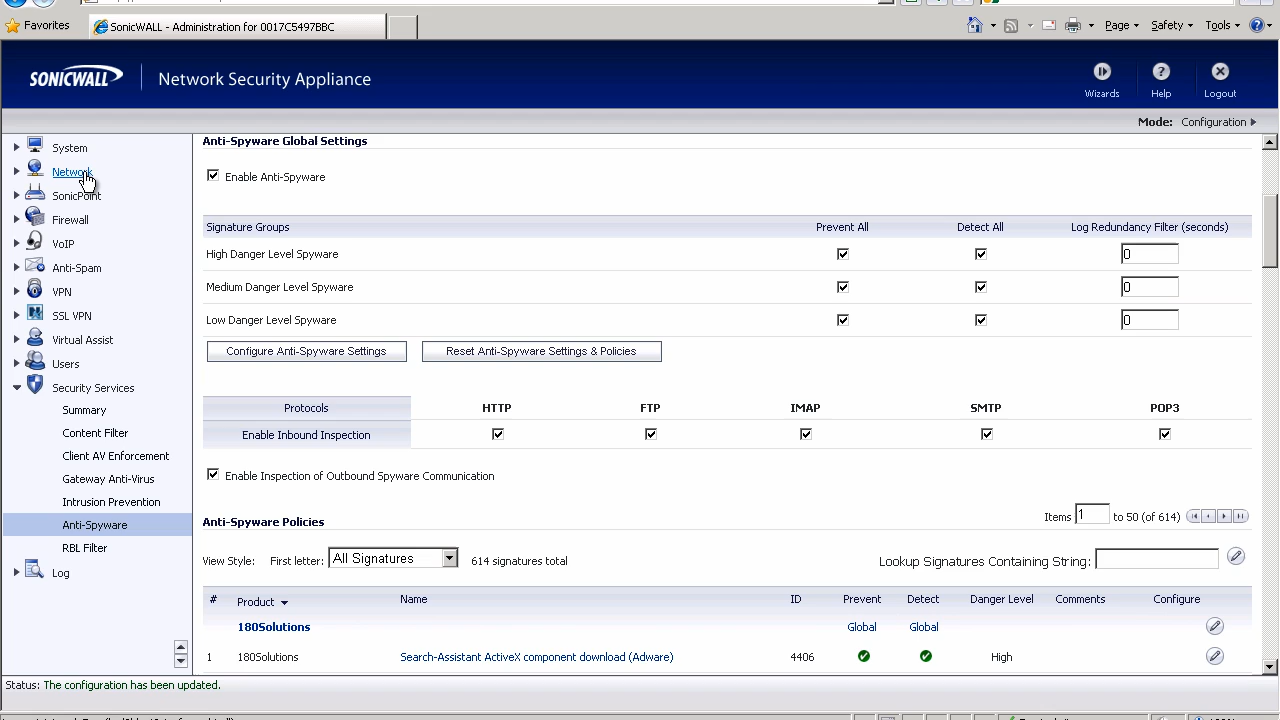 Favorites
SonicWALL - Administration for 0017C5497BBC
Page
Safety
Tools
SONICWALL
Network Security Appliance
Wizards
Help
Logout
Mode: Configuration
System
Network
SonicPoint
Firewall
VoIP
Anti-Spam
VPN
SSL VPN
Virtual Assist
Users
Security Services
Summary
Content Filter
Client AV Enforcement
Gateway Anti-Virus
Intrusion Prevention
Anti-Spyware
RBL Filter
Log
Anti-Spyware Global Settings
Enable Anti-Spyware
Signature Groups Prevent All Detect All Log Redundancy Filter (seconds)
High Danger Level Spyware 0
Medium Danger Level Spyware 0
Low Danger Level Spyware 0
Configure Anti-Spyware Settings Reset Anti-Spyware Settings & Policies
Protocols HTTP FTP IMAP SMTP POP3
Enable Inbound Inspection
Enable Inspection of Outbound Spyware Communication
Anti-Spyware Policies Items 1 to 50 (of 614)
View Style: First letter: All Signatures 614 signatures total Lookup Signatures Containing String:
# Product Name ID Prevent Detect Danger Level Comments Configure
180Solutions Global Global
1 180Solutions Search-Assistant ActiveX component download (Adware) 4406 High
Status: The configuration has been updated.